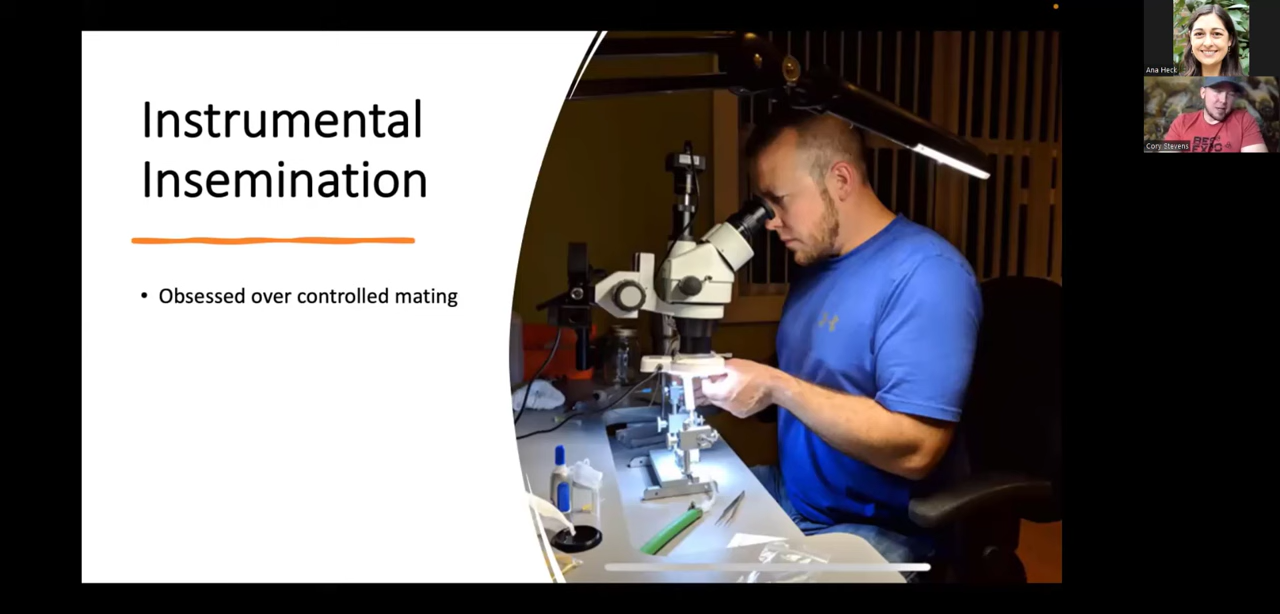 Instrumental
Insemination
• Obsessed over controlled mating
Ana Heck
Cory Stevens